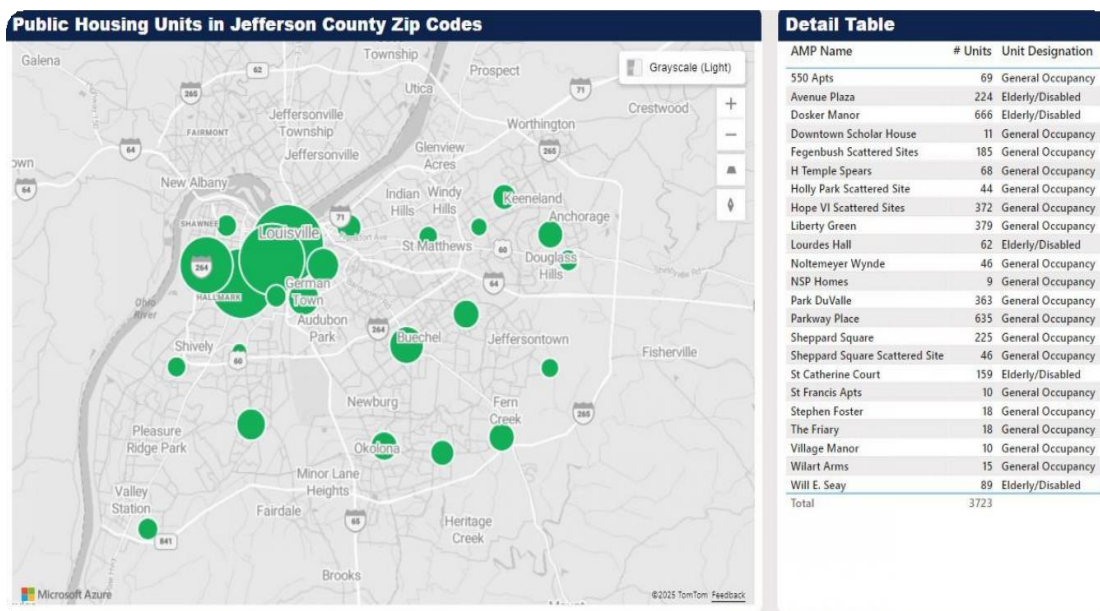 Public Housing Units in Jefferson County Zip Codes
Galena
Township
Prospect
Grayscale (Light)
62
265
Utica
71
Crestwood
Jeffersonville
Township
Worthington
FAIRMONT
64
Jeffersonville
Glenview
Acres
265
64
New Albany
Indian
Hills
Windy
Hills
Keeneland
SHAWNEE
71
Anchorage
Louisville
St Matthews
60
Douglass
Hills
264
64
HALLMARK
German
Town
Ohio
River
Audubon
Park
264
Buechel
Jeffersontown
Shively
60
Fisherville
Newburg
Fern
Creek
265
Pleasure
Ridge Park
Okolona
Minor Lane
Heights
Valley
Station
Fairdale
65
Heritage
Creek
841
Brooks
Microsoft Azure
©2025 TomTom Feedback
Detail Table
AMP Name # Units Unit Designation
550 Apts 69 General Occupancy
Avenue Plaza 224 Elderly/Disabled
Dosker Manor 666 Elderly/Disabled
Downtown Scholar House 11 General Occupancy
Fegenbush Scattered Sites 185 General Occupancy
H Temple Spears 68 General Occupancy
Holly Park Scattered Site 44 General Occupancy
Hope VI Scattered Sites 372 General Occupancy
Liberty Green 379 General Occupancy
Lourdes Hall 62 Elderly/Disabled
Noltemeyer Wynde 46 General Occupancy
NSP Homes 9 General Occupancy
Park DuValle 363 General Occupancy
Parkway Place 635 General Occupancy
Sheppard Square 225 General Occupancy
Sheppard Square Scattered Site 46 General Occupancy
St Catherine Court 159 Elderly/Disabled
St Francis Apts 10 General Occupancy
Stephen Foster 18 General Occupancy
The Friary 18 General Occupancy
Village Manor 10 General Occupancy
Wilart Arms 15 General Occupancy
Will E. Seay 89 Elderly/Disabled
Total 3723